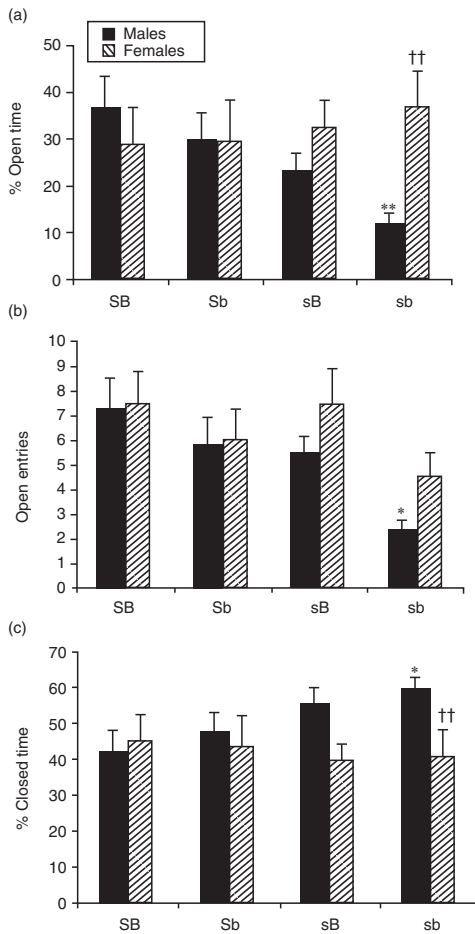 (a)
Males
Females
% Open time
50
40
30
20
10
0
††
**
SB
Sb
sB
sb
(b)
Open entries
10
9
8
7
6
5
4
3
2
1
0
*
SB
Sb
sB
sb
(c)
% Closed time
70
60
50
40
30
20
10
0
*
††
SB
Sb
sB
sb